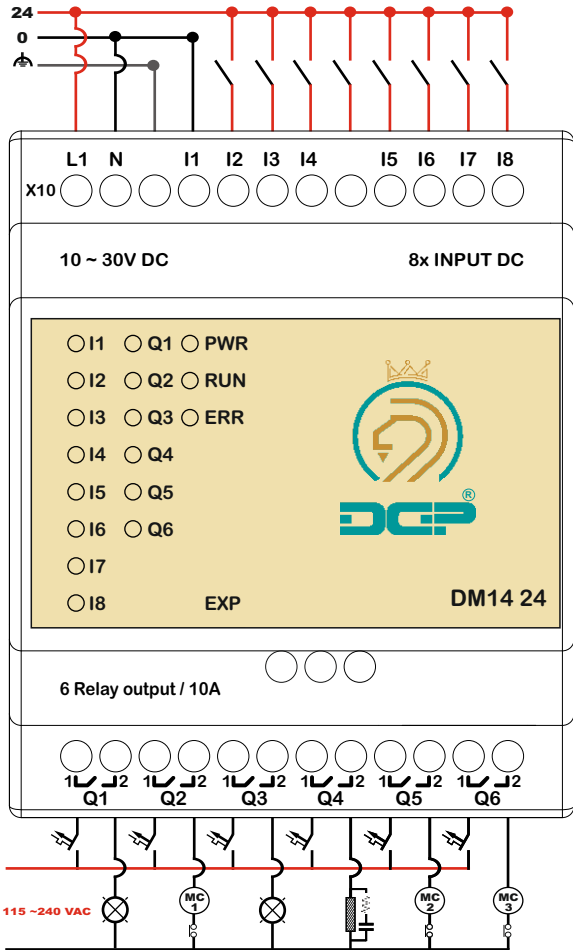 24
0
L1 N I1 I2 I3 I4 I5 I6 I7 I8
X10
10 ~ 30V DC 8x INPUT DC
I1 Q1 PWR
I2 Q2 RUN
I3 Q3 ERR
I4 Q4
I5 Q5
I6 Q6
I7
I8 EXP
DCP®
DM14 24
6 Relay output / 10A
1 2 1 2 1 2 1 2 1 2 1 2
Q1 Q2 Q3 Q4 Q5 Q6
115 ~240 VAC
MC 1
MC 2
MC 3